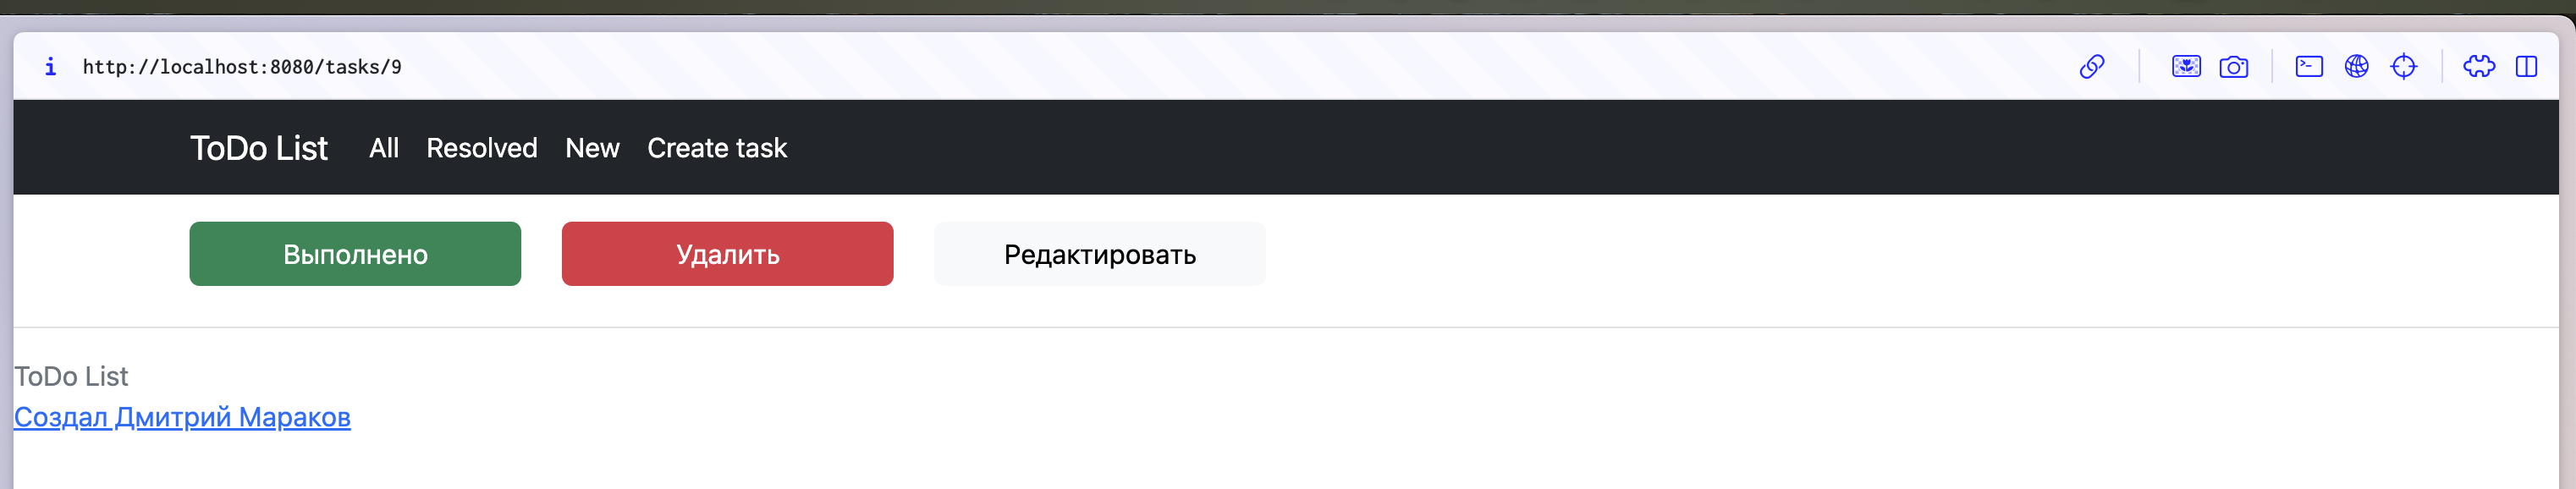 i http://localhost:8080/tasks/9
ToDo List All Resolved New Create task
Выполнено Удалить Редактировать
ToDo List
Создал Дмитрий Мараков